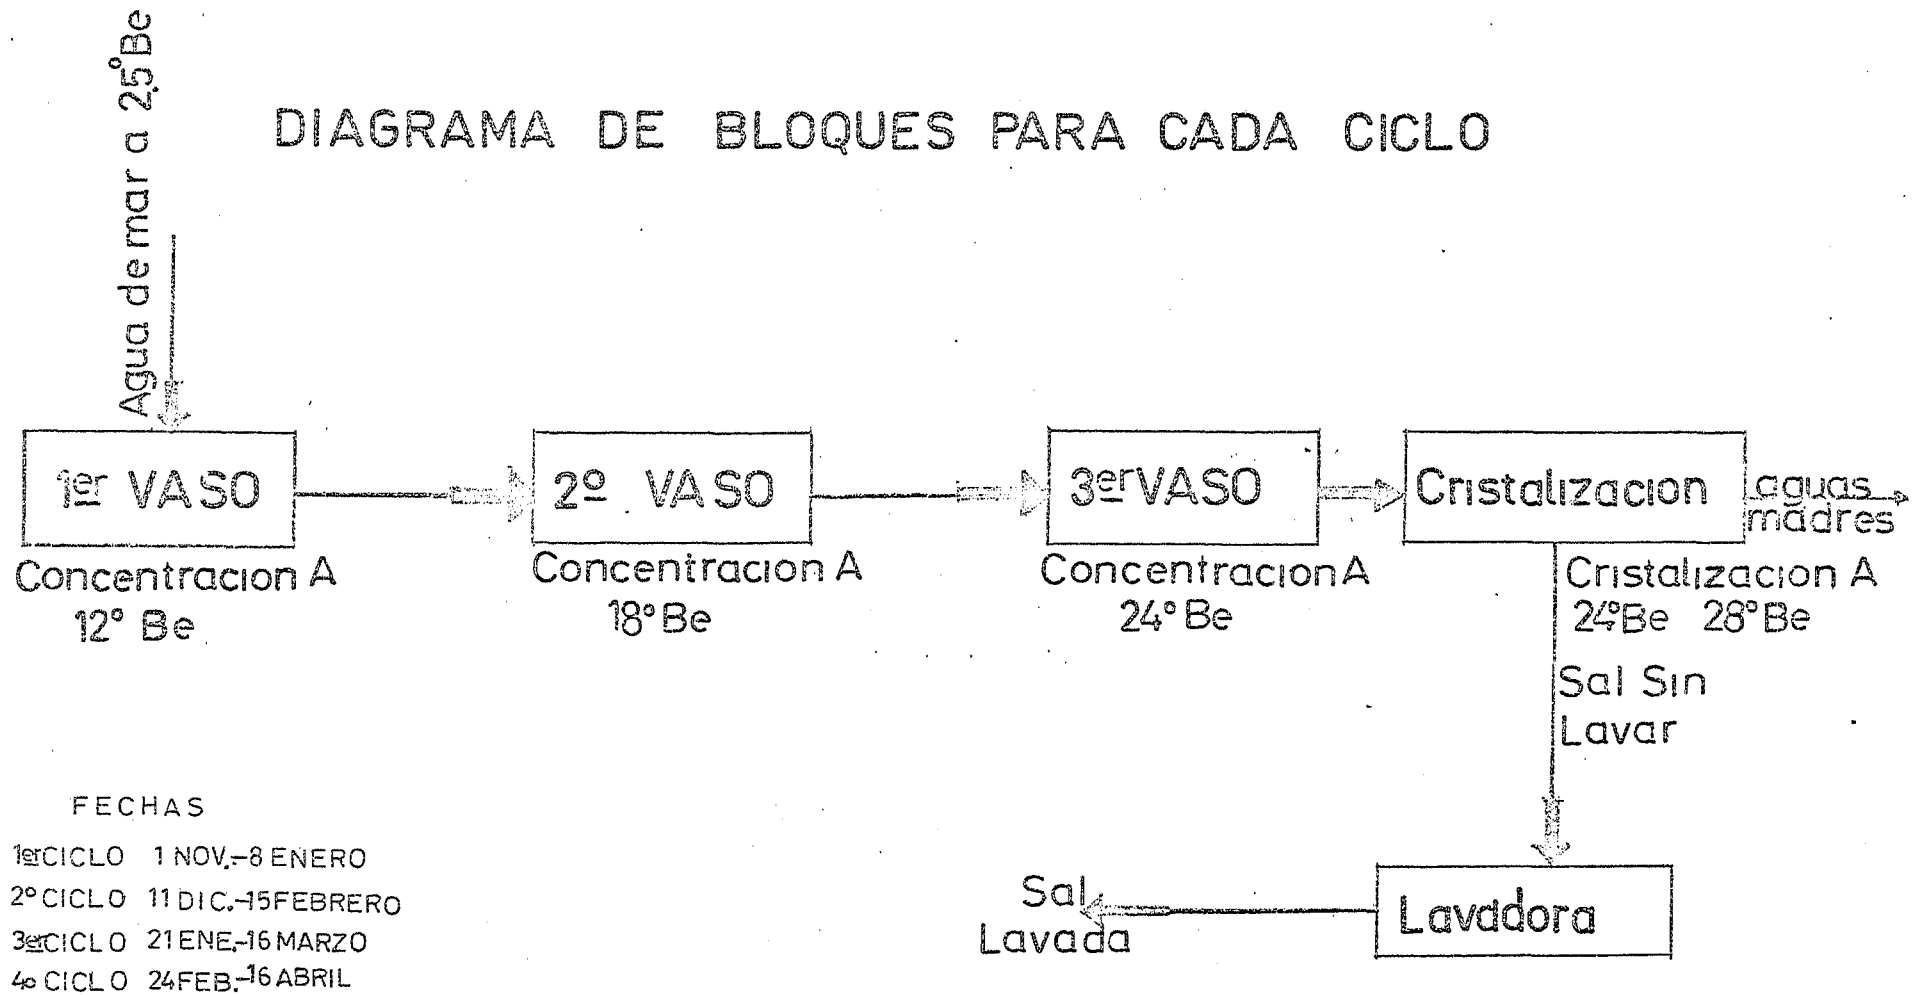 Agua de mar a 2,5°Be
DIAGRAMA DE BLOQUES PARA CADA CICLO
1er VASO
2º VASO
3er VASO
Cristalizacion
aguas
madres
Concentracion A
12° Be
Concentracion A
18° Be
Concentracion A
24° Be
Cristalizacion A
24°Be 28°Be
Sal Sin
Lavar
Lavadora
Sal
Lavada
FECHAS
1er CICLO 1 NOV.-8 ENERO
2º CICLO 11 DIC.-15 FEBRERO
3er CICLO 21 ENE.-16 MARZO
4º CICLO 24 FEB.-16 ABRIL